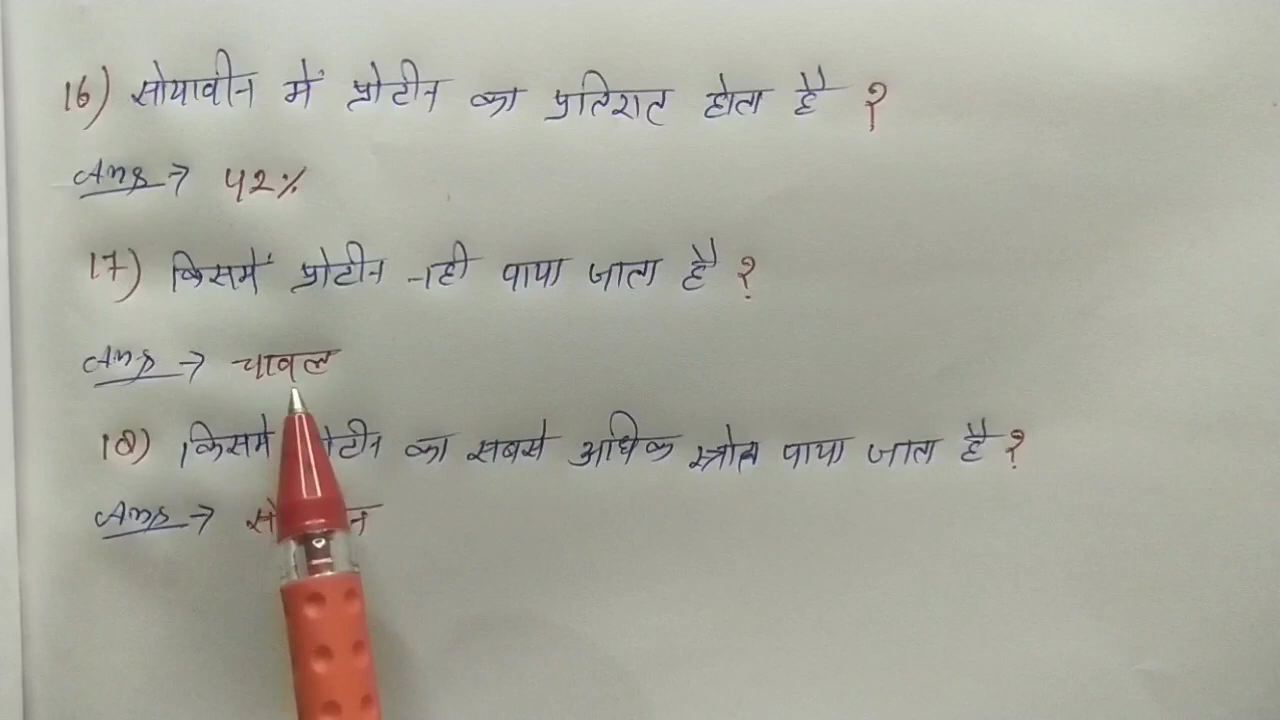 16) सोयावीन में प्रोटीन का प्रतिशत होता है ?
Ans → 42%
17) किसमें प्रोटीन नही पाया जाता है ?
Ans → चावल
18) किसमे का सबसे अधिक स्त्रोत पाया जाता है ?
Ans →